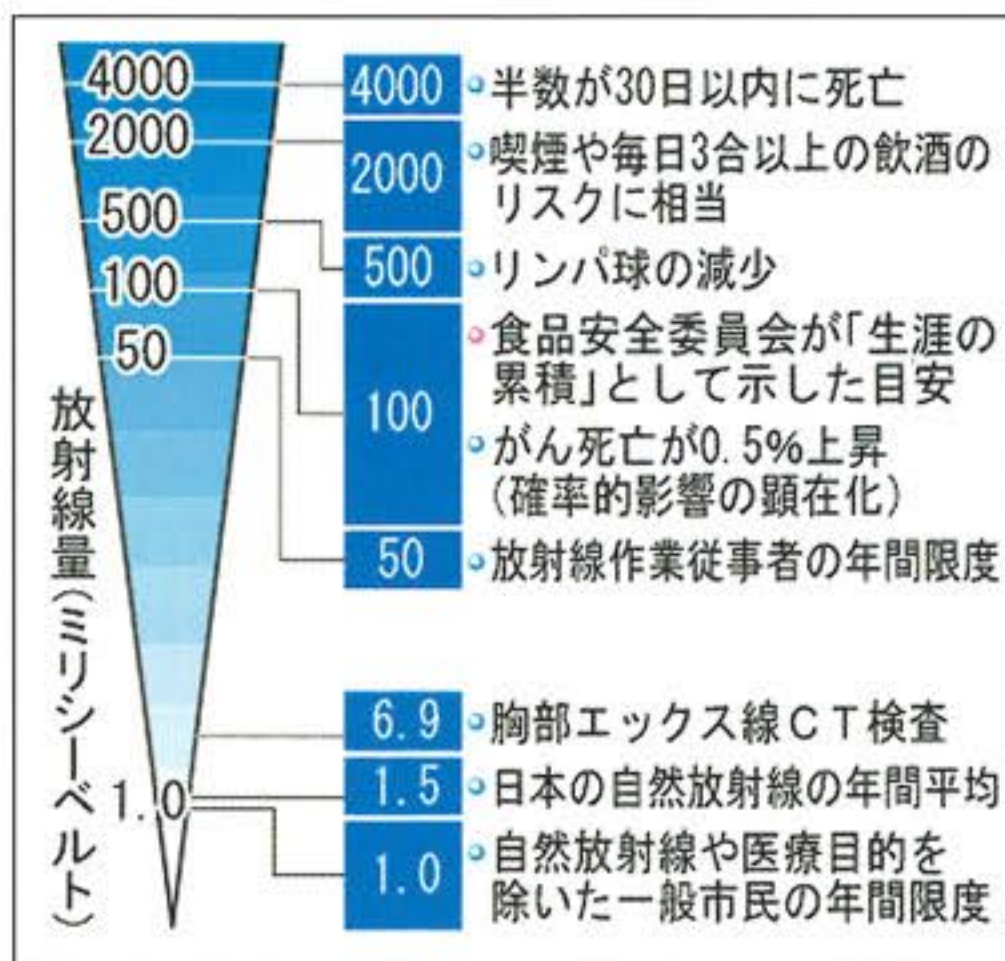 4000
2000
500
100
50
1.0
放射線量(ミリシーベルト)
4000
半数が30日以内に死亡
2000
喫煙や毎日3合以上の飲酒の
リスクに相当
500
リンパ球の減少
100
食品安全委員会が「生涯の
累積」として示した目安
がん死亡が0.5%上昇
(確率的影響の顕在化)
50
放射線作業従事者の年間限度
6.9
胸部エックス線CT検査
1.5
日本の自然放射線の年間平均
1.0
自然放射線や医療目的を
除いた一般市民の年間限度